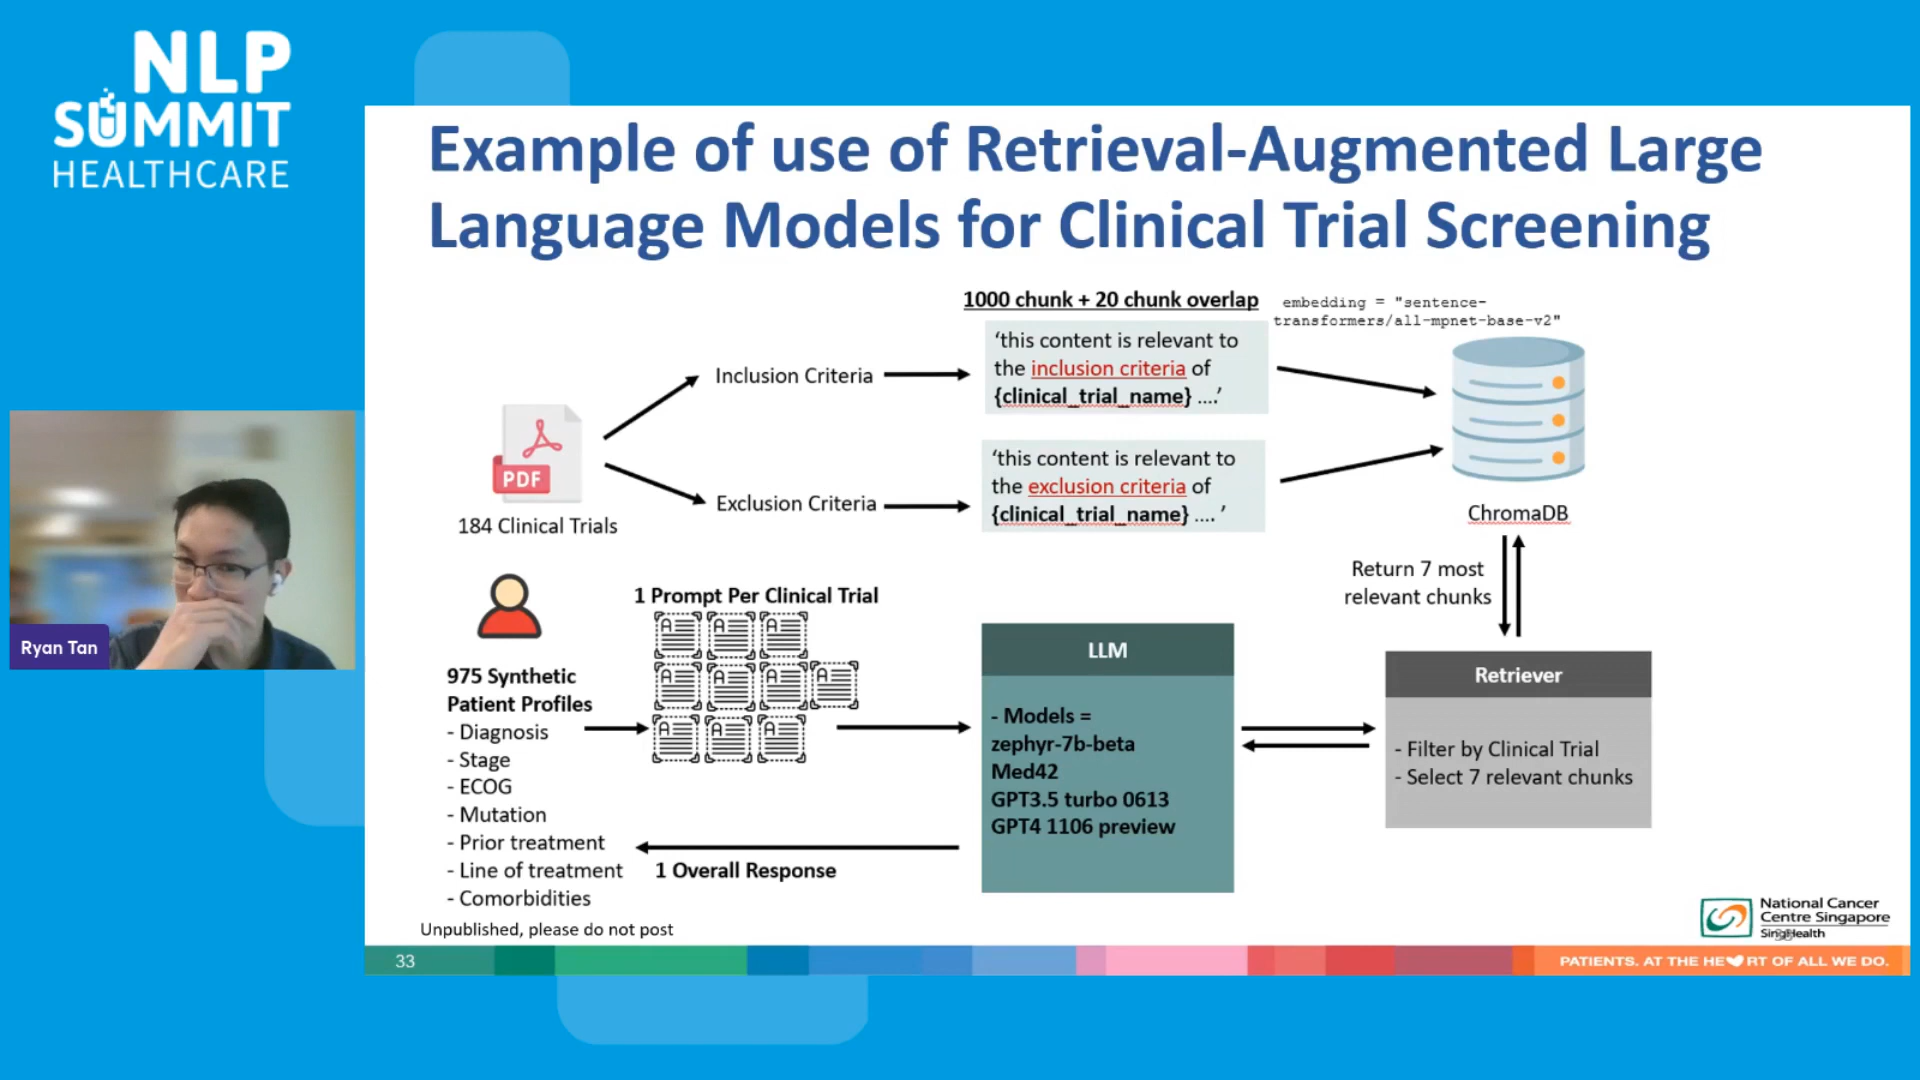 NLP
SUMMIT
HEALTHCARE
Example of use of Retrieval-Augmented Large
Language Models for Clinical Trial Screening
1000 chunk + 20 chunk overlap
embedding = "sentence-
transformers/all-mpnet-base-v2"
'this content is relevant to
the inclusion criteria of
{clinical_trial_name} ....'
Inclusion Criteria
PDF
184 Clinical Trials
Exclusion Criteria
'this content is relevant to
the exclusion criteria of
{clinical_trial_name} .... '
ChromaDB
Return 7 most
relevant chunks
1 Prompt Per Clinical Trial
A A A
A A A A
A A A
975 Synthetic
Patient Profiles
- Diagnosis
- Stage
- ECOG
- Mutation
- Prior treatment
- Line of treatment
- Comorbidities
1 Overall Response
LLM
- Models =
zephyr-7b-beta
Med42
GPT3.5 turbo 0613
GPT4 1106 preview
Retriever
- Filter by Clinical Trial
- Select 7 relevant chunks
Ryan Tan
Unpublished, please do not post
National Cancer
Centre Singapore
SingHealth
33
PATIENTS. AT THE HE RT OF ALL WE DO.